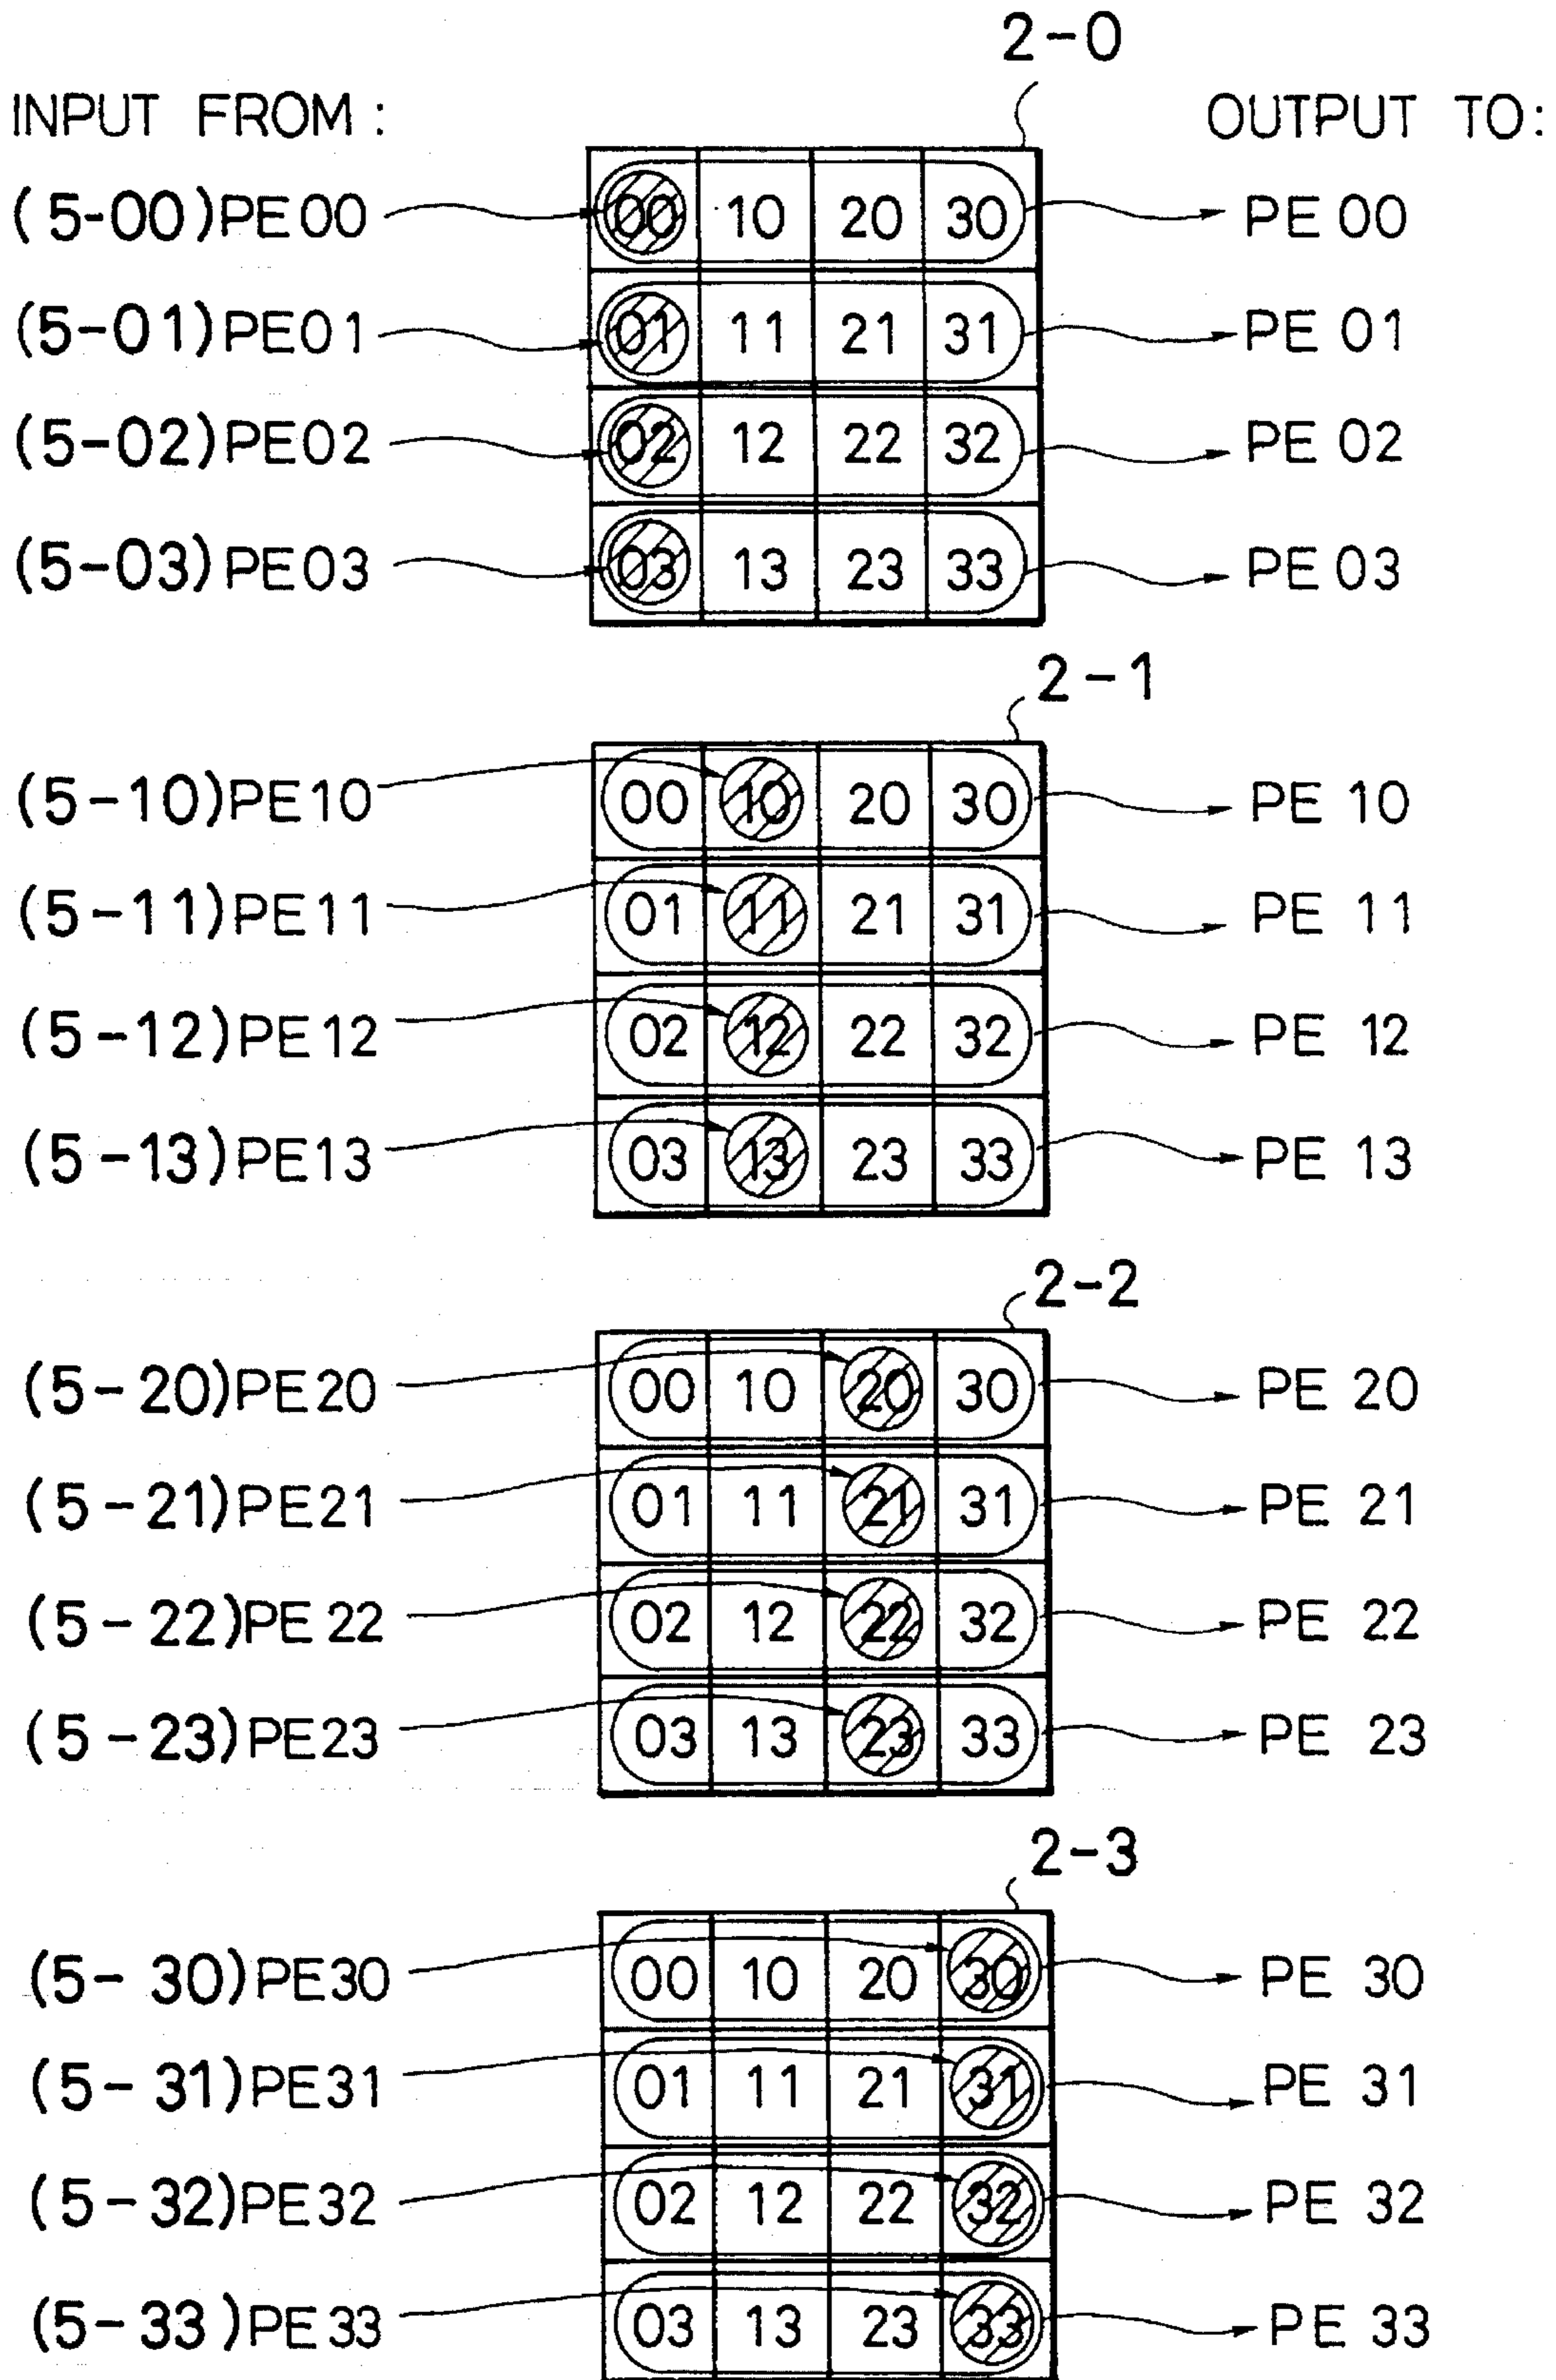 2-0
INPUT FROM: OUTPUT TO:
(5-00)PE00 00 10 20 30 PE 00
(5-01)PE01 01 11 21 31 PE 01
(5-02)PE02 02 12 22 32 PE 02
(5-03)PE03 03 13 23 33 PE 03
2-1
(5-10)PE10 00 10 20 30 PE 10
(5-11)PE11 01 11 21 31 PE 11
(5-12)PE12 02 12 22 32 PE 12
(5-13)PE13 03 13 23 33 PE 13
2-2
(5-20)PE20 00 10 20 30 PE 20
(5-21)PE21 01 11 21 31 PE 21
(5-22)PE22 02 12 22 32 PE 22
(5-23)PE23 03 13 23 33 PE 23
2-3
(5-30)PE30 00 10 20 30 PE 30
(5-31)PE31 01 11 21 31 PE 31
(5-32)PE32 02 12 22 32 PE 32
(5-33)PE33 03 13 23 33 PE 33